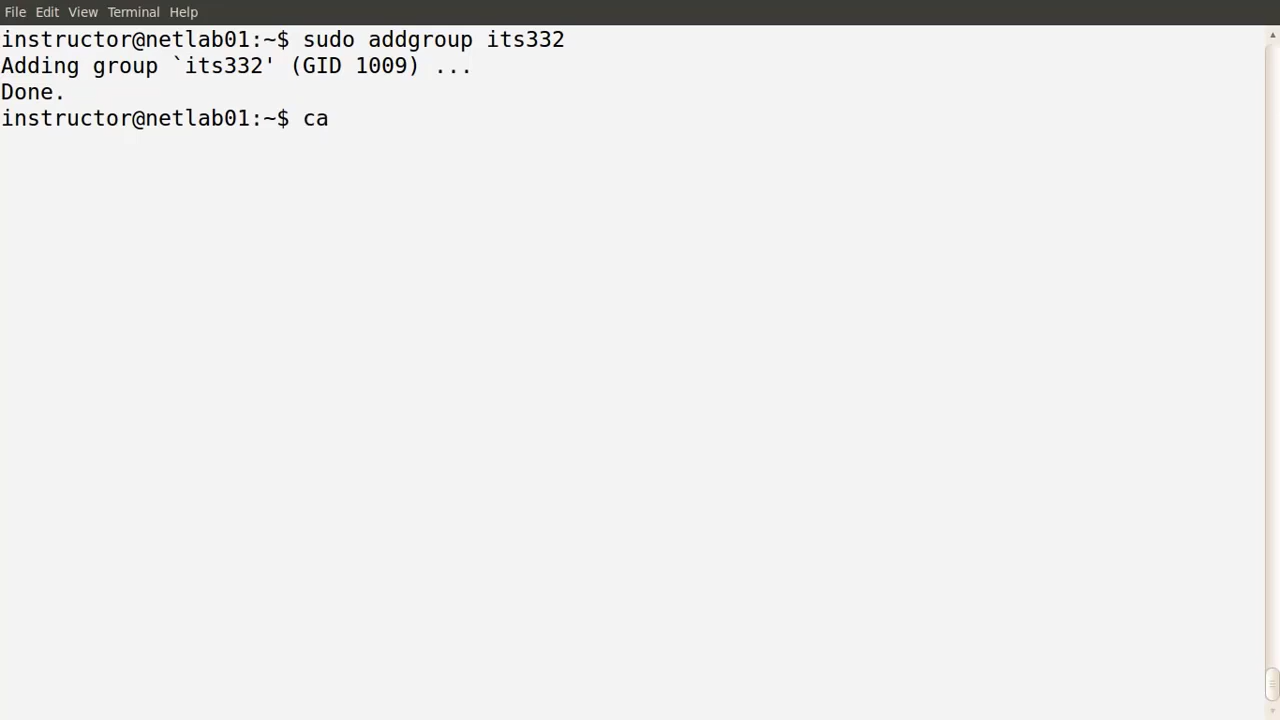 File Edit View Terminal Help
instructor@netlab01:~$ sudo addgroup its332
Adding group `its332' (GID 1009) ...
Done.
instructor@netlab01:~$ ca